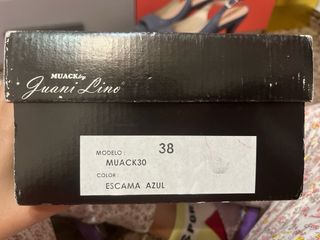 MUACK by
Juani Lino
38
MODELO :
MUACK30
COLOR :
ESCAMA AZUL